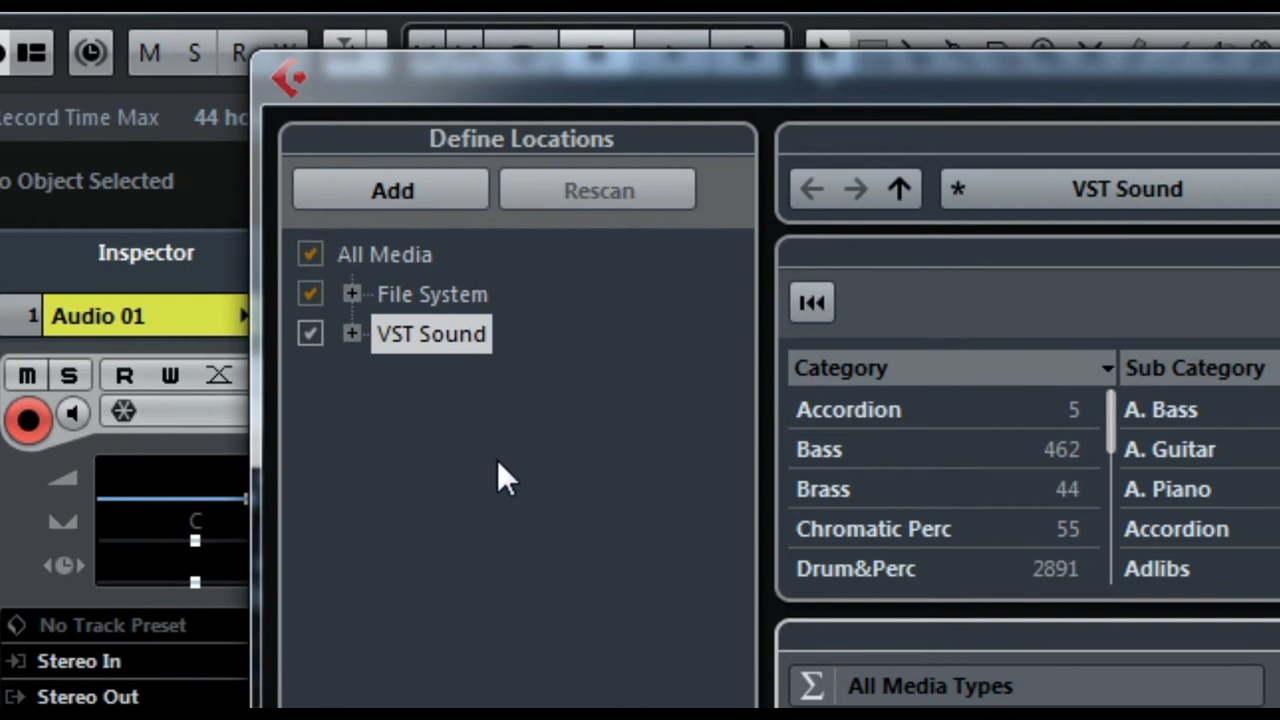 M S R W
ecord Time Max 44 ho
o Object Selected
Inspector
1 Audio 01
m S R W
C
No Track Preset
Stereo In
Stereo Out
Define Locations
Add Rescan
All Media
File System
VST Sound
* VST Sound
Category Sub Category
Accordion 5 A. Bass
Bass 462 A. Guitar
Brass 44 A. Piano
Chromatic Perc 55 Accordion
Drum&Perc 2891 Adlibs
Σ All Media Types